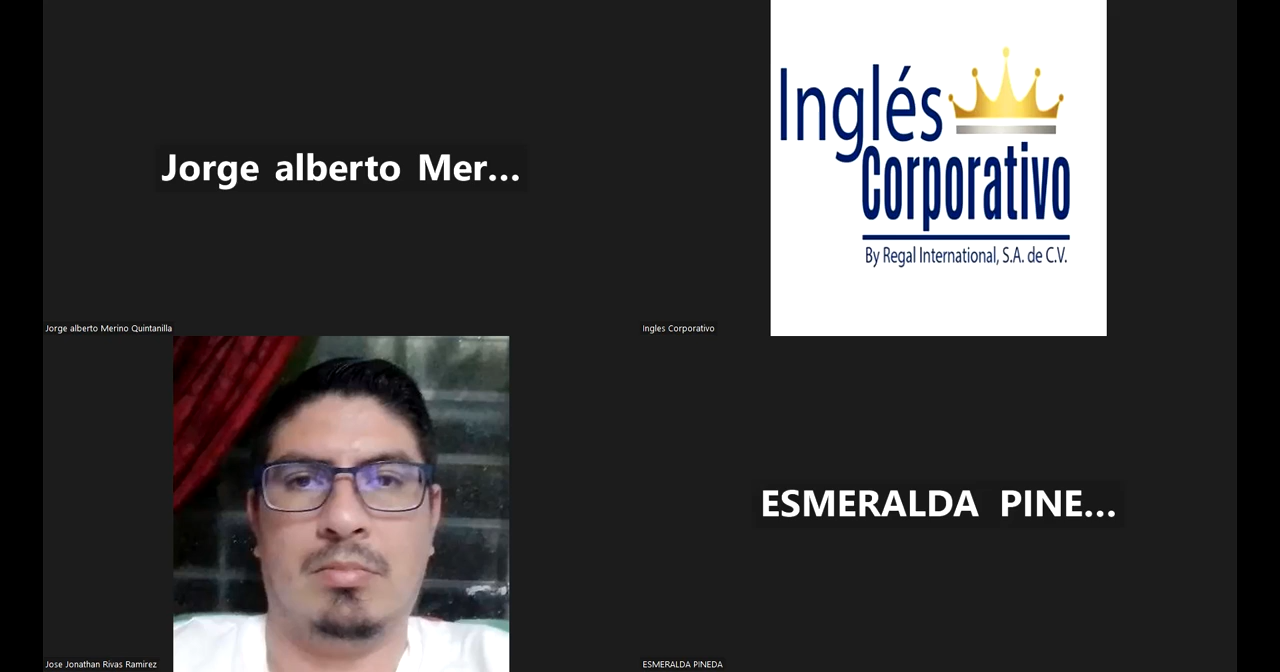 Jorge alberto Mer...
Inglés
Corporativo
By Regal International, S.A. de C.V.
Jorge alberto Merino Quintanilla
Ingles Corporativo
ESMERALDA PINE...
Jose Jonathan Rivas Ramirez
ESMERALDA PINEDA